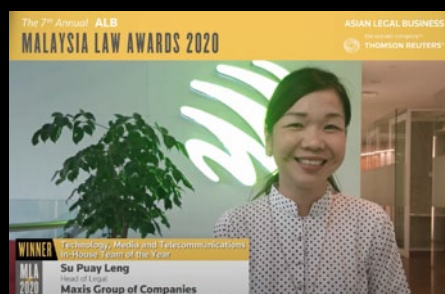 The 7th Annual ALB
MALAYSIA LAW AWARDS 2020
ASIAN LEGAL BUSINESS
THOMSON REUTERS
WINNER
MLA
2020
Technology, Media and Telecommunications
In-House Team of the Year
Su Puay Leng
Head of Legal
Maxis Group of Companies